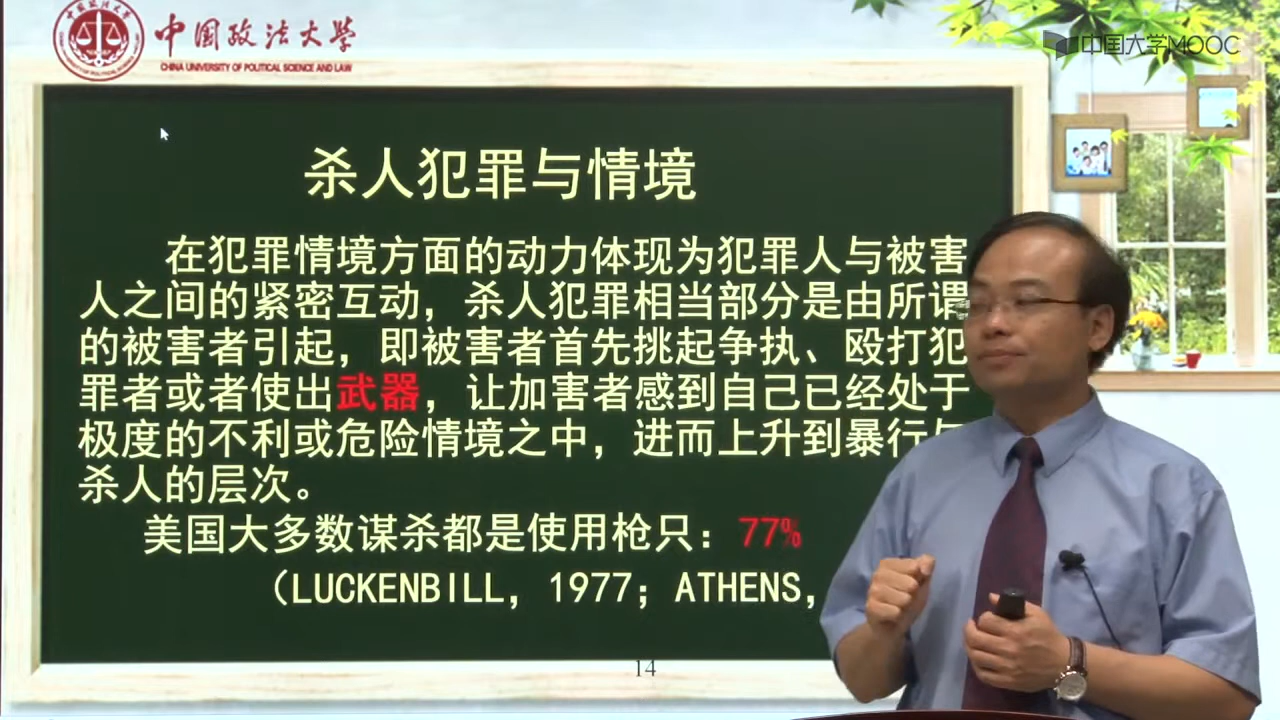 中国政法大学
CHINA UNIVERSITY OF POLITICAL SCIENCE AND LAW
中国大学MOOC
杀人犯罪与情境
在犯罪情境方面的动力体现为犯罪人与被害
人之间的紧密互动，杀人犯罪相当部分是由所谓
的被害者引起，即被害者首先挑起争执、殴打犯
罪者或者使出武器，让加害者感到自己已经处于
极度的不利或危险情境之中，进而上升到暴行与
杀人的层次。
美国大多数谋杀都是使用枪只：77%
（LUCKENBILL，1977；ATHENS，
14